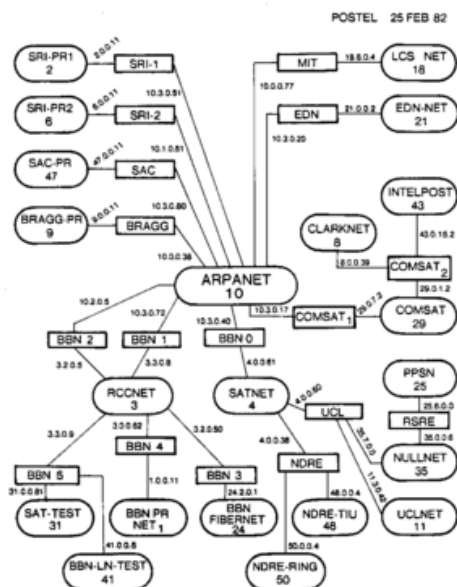 POSTEL 25 FEB 82
SRI-PR1
2
2.0.0.11
SRI-1
10.3.0.51
MIT
10.0.0.77
LCS NET
18
SRI-PR2
6
6.0.0.11
SRI-2
10.1.0.51
EDN
10.3.0.20
21.0.0.2
EDN-NET
21
SAC-PR
47
47.0.0.11
SAC
10.3.0.80
INTELPOST
43
43.0.16.2
BRAGG-PR
9
9.0.0.11
BRAGG
10.0.0.38
CLARKNET
8
8.0.0.39
COMSAT 2
29.0.1.2
ARPANET
10
10.3.0.17
COMSAT 1
29.0.7.2
COMSAT
29
10.2.0.5
10.3.0.72
10.3.0.40
BBN 2
BBN 1
BBN 0
3.2.0.5
3.3.0.8
4.0.0.61
RCCNET
3
SATNET
4
4.0.0.60
UCL
PPSN
25
25.6.0.0
RSRE
35.0.0.6
35.7.0.0
NULLNET
35
3.3.0.9
3.0.0.62
3.2.0.50
4.0.0.38
BBN 5
BBN 4
BBN 3
NDRE
11.3.0.42
31.0.0.61
1.0.0.11
24.2.0.1
48.0.0.4
SAT-TEST
31
BBN PR
NET 1
BBN
FIBERNET
24
NDRE-TIU
48
UCLNET
11
41.0.0.5
50.0.0.4
BBN-LN-TEST
41
NDRE-RING
50